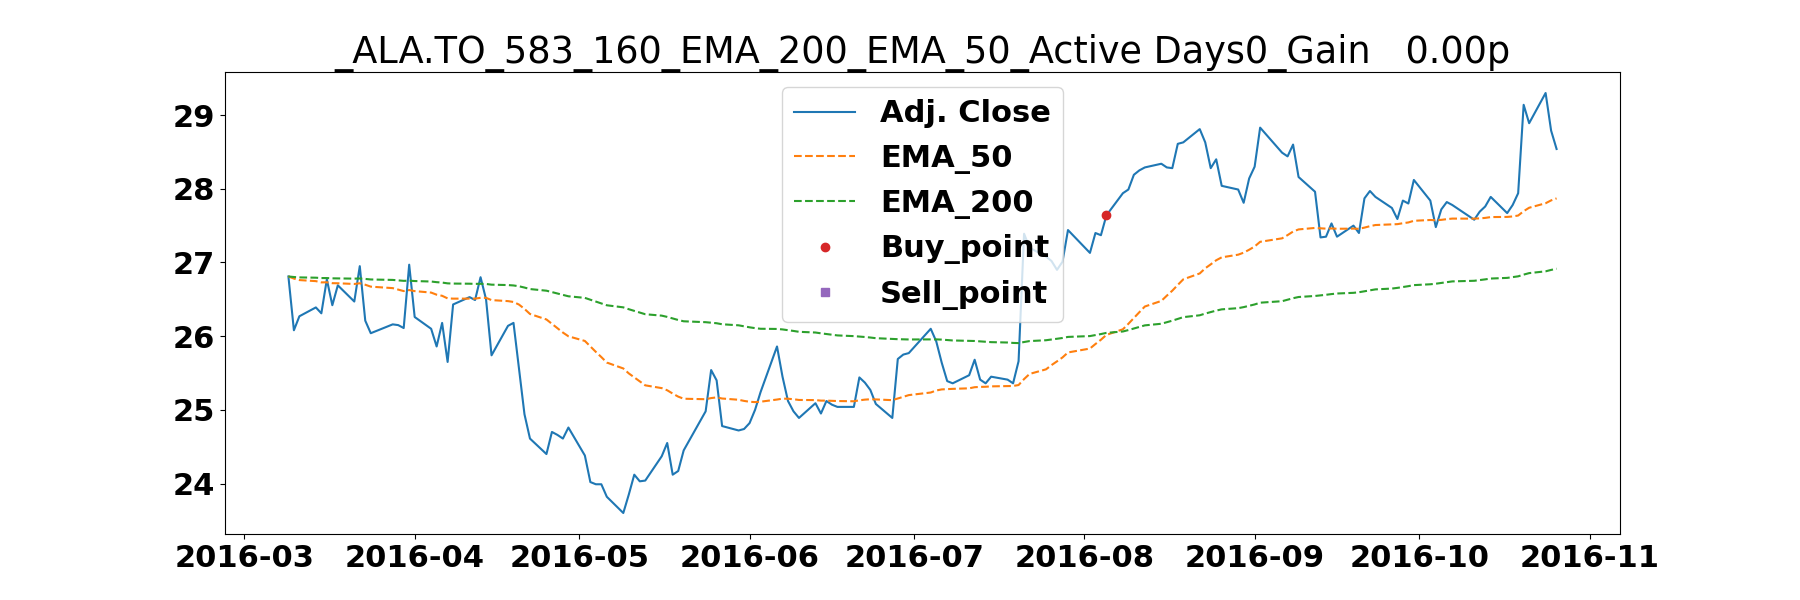 _ALA.TO_583_160_EMA_200_EMA_50_Active Days0_Gain   0.00p
Adj. Close
EMA_50
EMA_200
Buy_point
Sell_point
29
28
27
26
25
24
2016-03 2016-04 2016-05 2016-06 2016-07 2016-08 2016-09 2016-10 2016-11